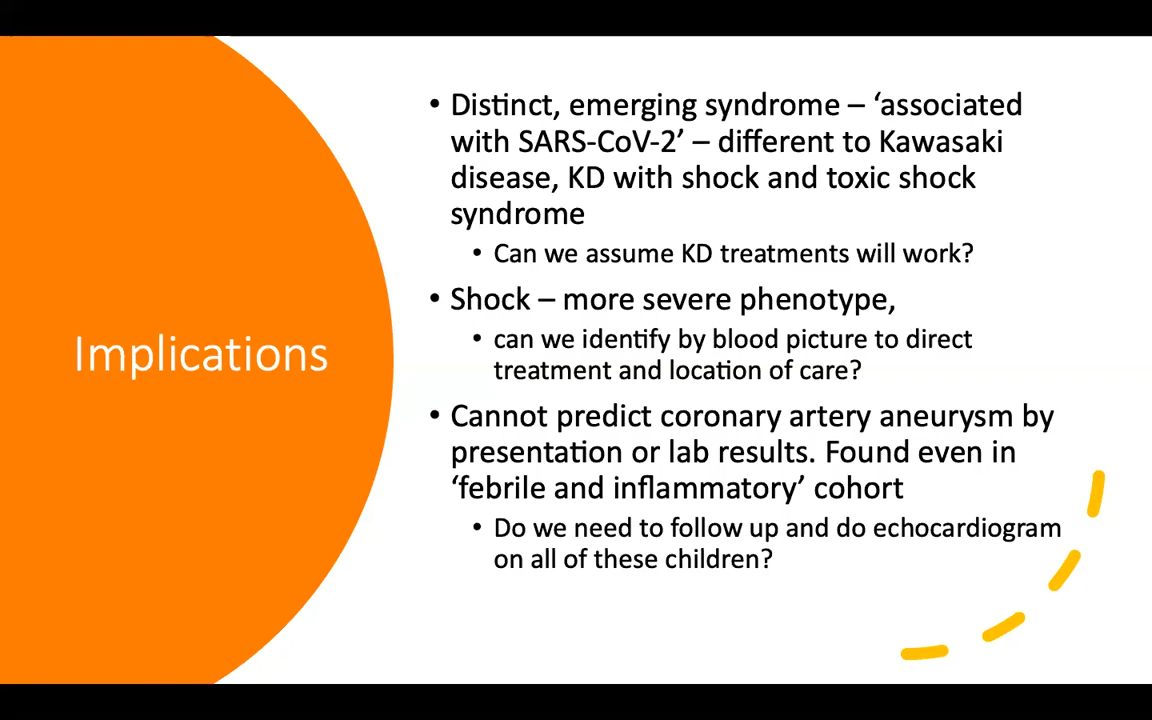 Implications
• Distinct, emerging syndrome – ‘associated
with SARS-CoV-2’ – different to Kawasaki
disease, KD with shock and toxic shock
syndrome
• Can we assume KD treatments will work?
• Shock – more severe phenotype,
• can we identify by blood picture to direct
treatment and location of care?
• Cannot predict coronary artery aneurysm by
presentation or lab results. Found even in
‘febrile and inflammatory’ cohort
• Do we need to follow up and do echocardiogram
on all of these children?